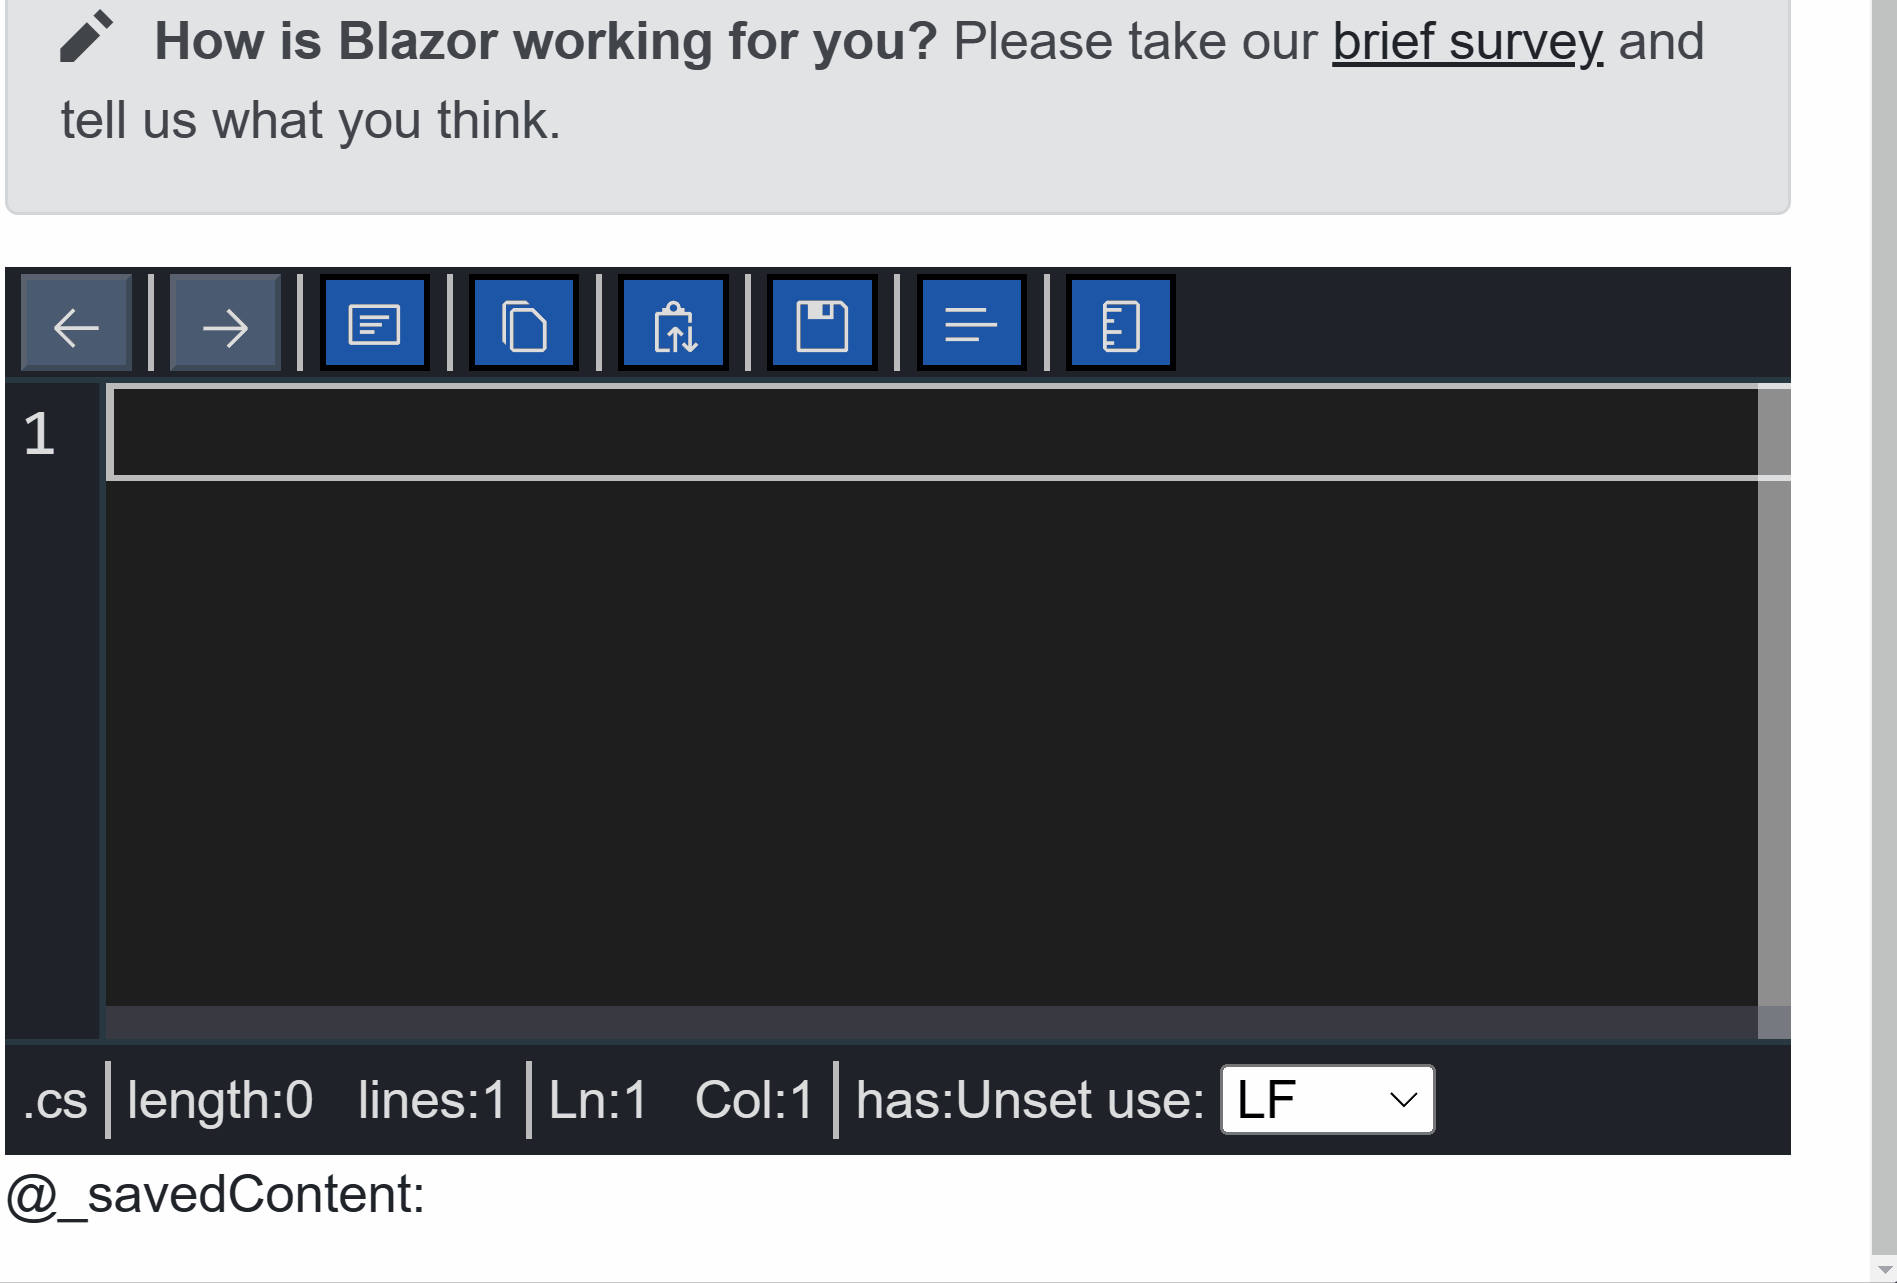 How is Blazor working for you? Please take our brief survey and
tell us what you think.
1
.cs length:0 lines:1 Ln:1 Col:1 has:Unset use: LF
@_savedContent: